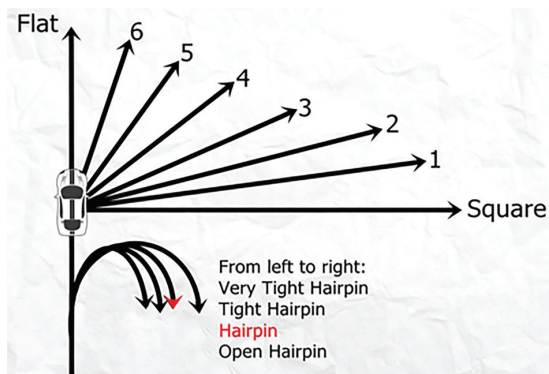 Flat
6
5
4
3
2
1
Square
From left to right:
Very Tight Hairpin
Tight Hairpin
Hairpin
Open Hairpin